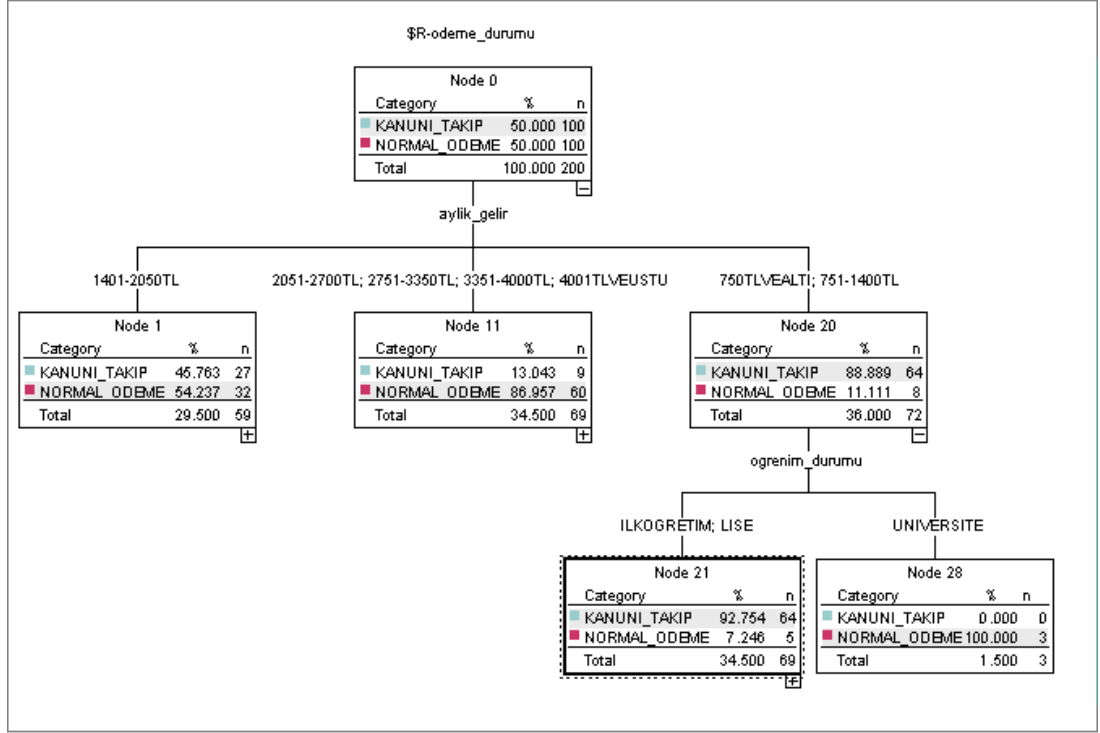 $R-odeme_durumu
Node 0
Category % n
KANUNI_TAKIP 50.000 100
NORMAL_ODEME 50.000 100
Total 100.000 200
aylik_gelir
1401-2050TL
2051-2700TL; 2751-3350TL; 3351-4000TL; 4001TLVEUSTU
750TLVEALTI; 751-1400TL
Node 1
Category % n
KANUNI_TAKIP 45.763 27
NORMAL_ODEME 54.237 32
Total 29.500 59
Node 11
Category % n
KANUNI_TAKIP 13.043 9
NORMAL_ODEME 86.957 60
Total 34.500 69
Node 20
Category % n
KANUNI_TAKIP 88.889 64
NORMAL_ODEME 11.111 8
Total 36.000 72
ogrenim_durumu
ILKOGRETIM; LISE
UNIVERSITE
Node 21
Category % n
KANUNI_TAKIP 92.754 64
NORMAL_ODEME 7.246 5
Total 34.500 69
Node 28
Category % n
KANUNI_TAKIP 0.000 0
NORMAL_ODEME 100.000 3
Total 1.500 3